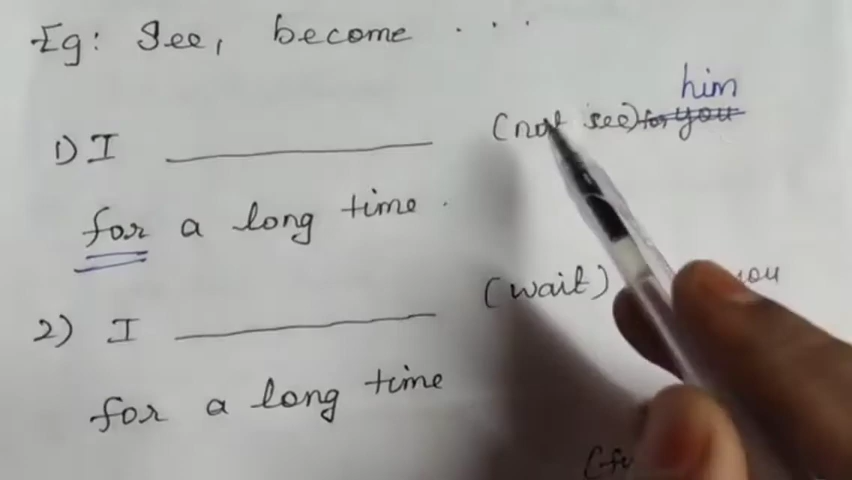 Eg: See, become ...
1) I ________ (not see) for you him
for a long time.
2) I ________ (wait) you
for a long time